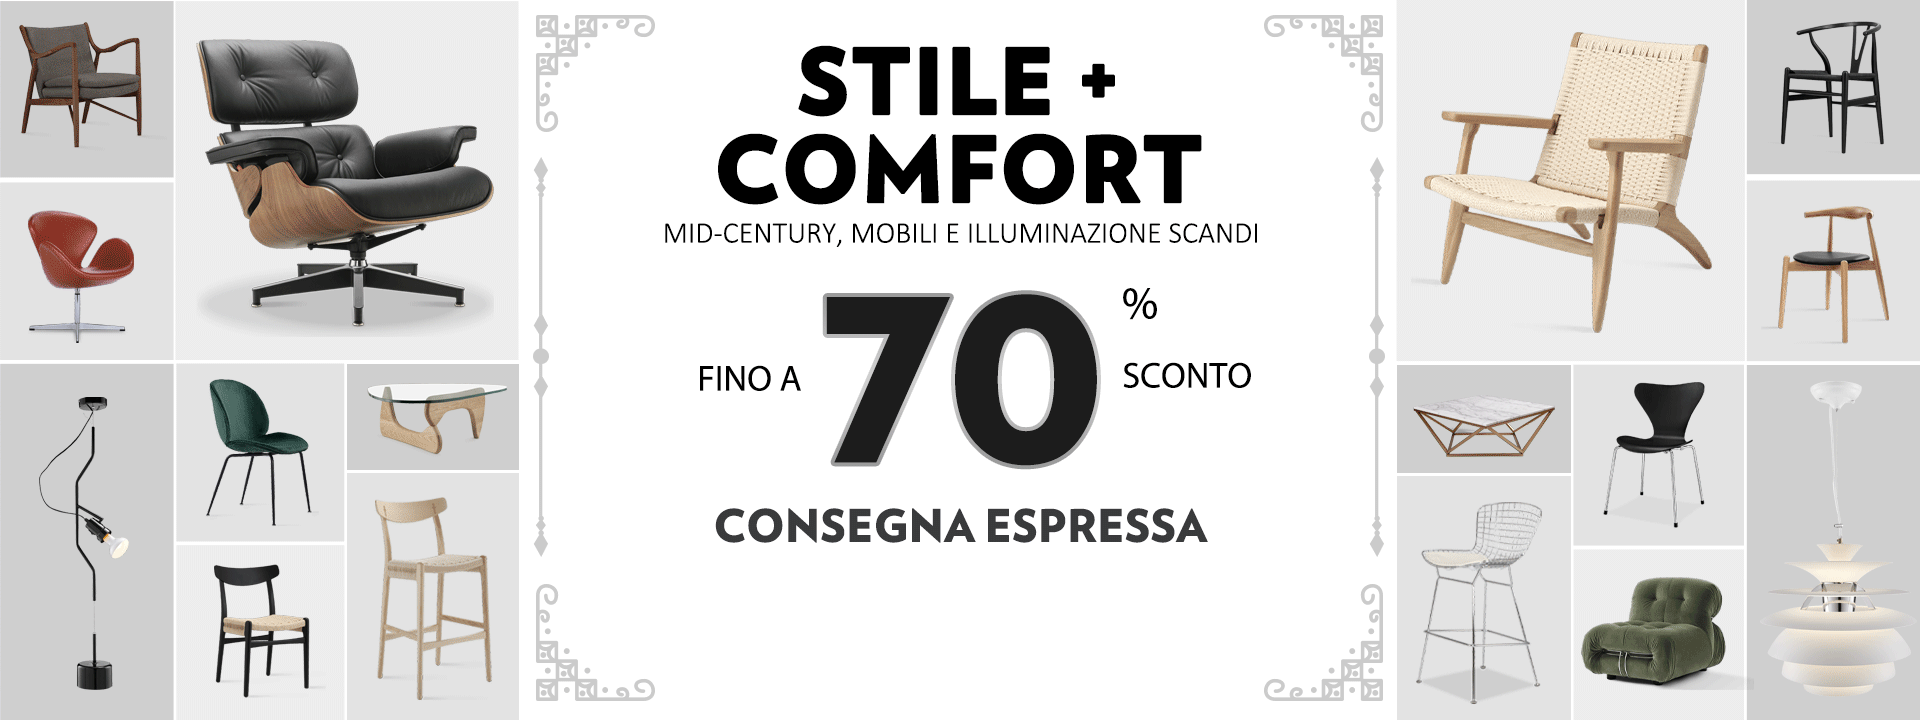 STILE +
COMFORT
MID-CENTURY, MOBILI E ILLUMINAZIONE SCANDI
FINO A 70 % SCONTO
CONSEGNA ESPRESSA